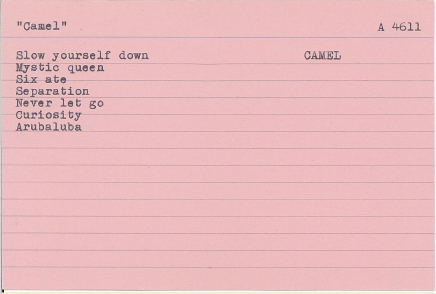 "Camel" A 4611
Slow yourself down CAMEL
Mystic queen
Six ate
Separation
Never let go
Curiosity
Arubaluba